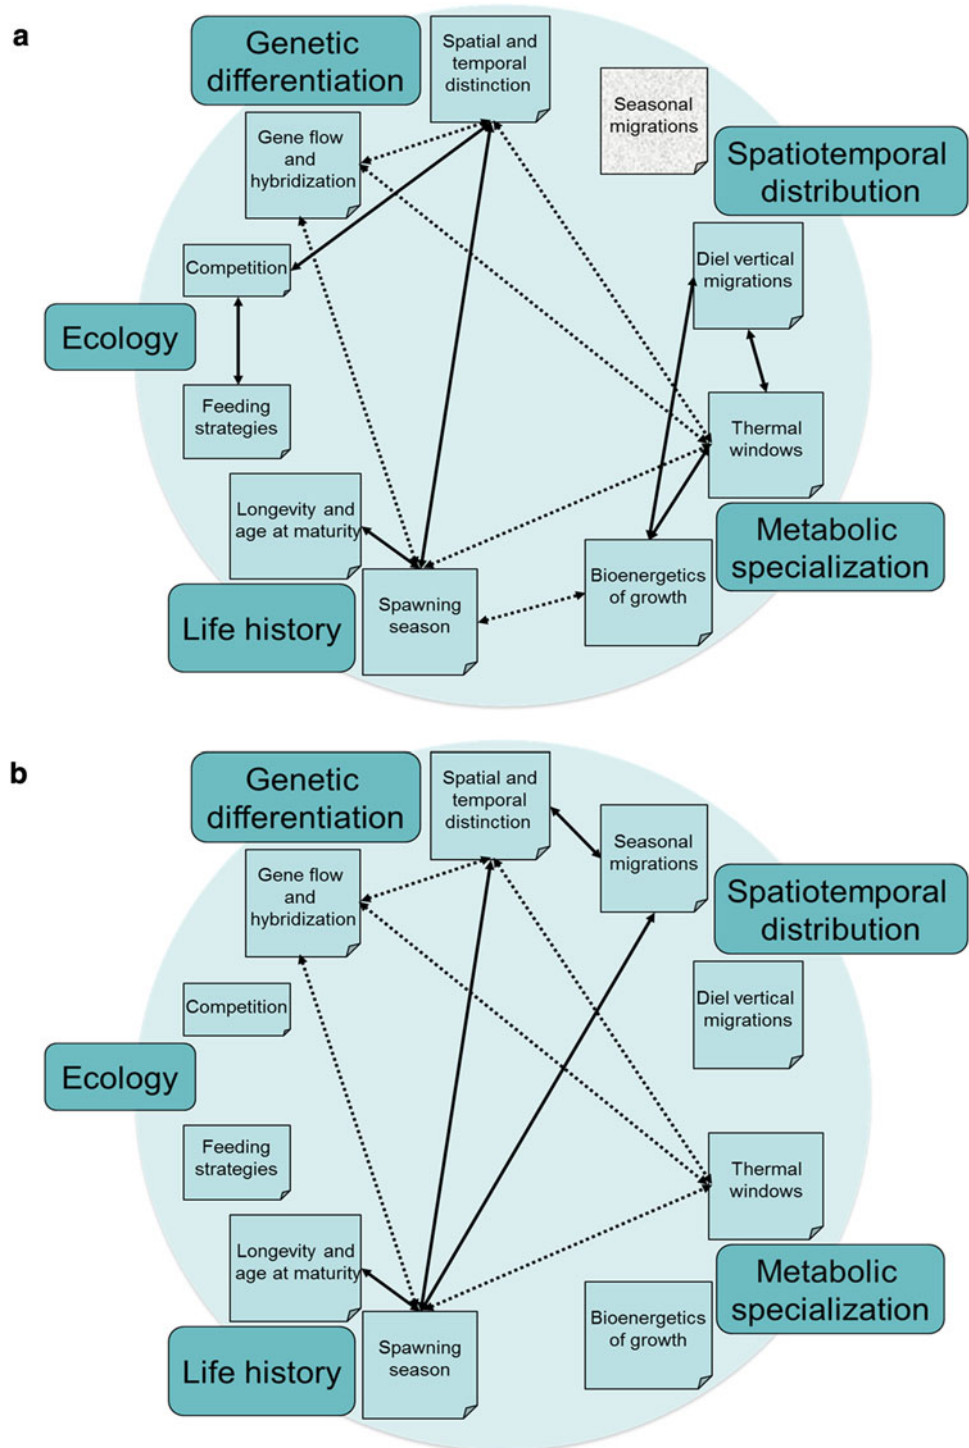 a
Genetic
differentiation
Spatial and
temporal
distinction
Seasonal
migrations
Gene flow
and
hybridization
Spatiotemporal
distribution
Competition
Diel vertical
migrations
Ecology
Feeding
strategies
Thermal
windows
Longevity and
age at maturity
Metabolic
specialization
Bioenergetics
of growth
Life history
Spawning
season
b
Genetic
differentiation
Spatial and
temporal
distinction
Seasonal
migrations
Gene flow
and
hybridization
Spatiotemporal
distribution
Competition
Diel vertical
migrations
Ecology
Feeding
strategies
Thermal
windows
Longevity and
age at maturity
Metabolic
specialization
Bioenergetics
of growth
Life history
Spawning
season